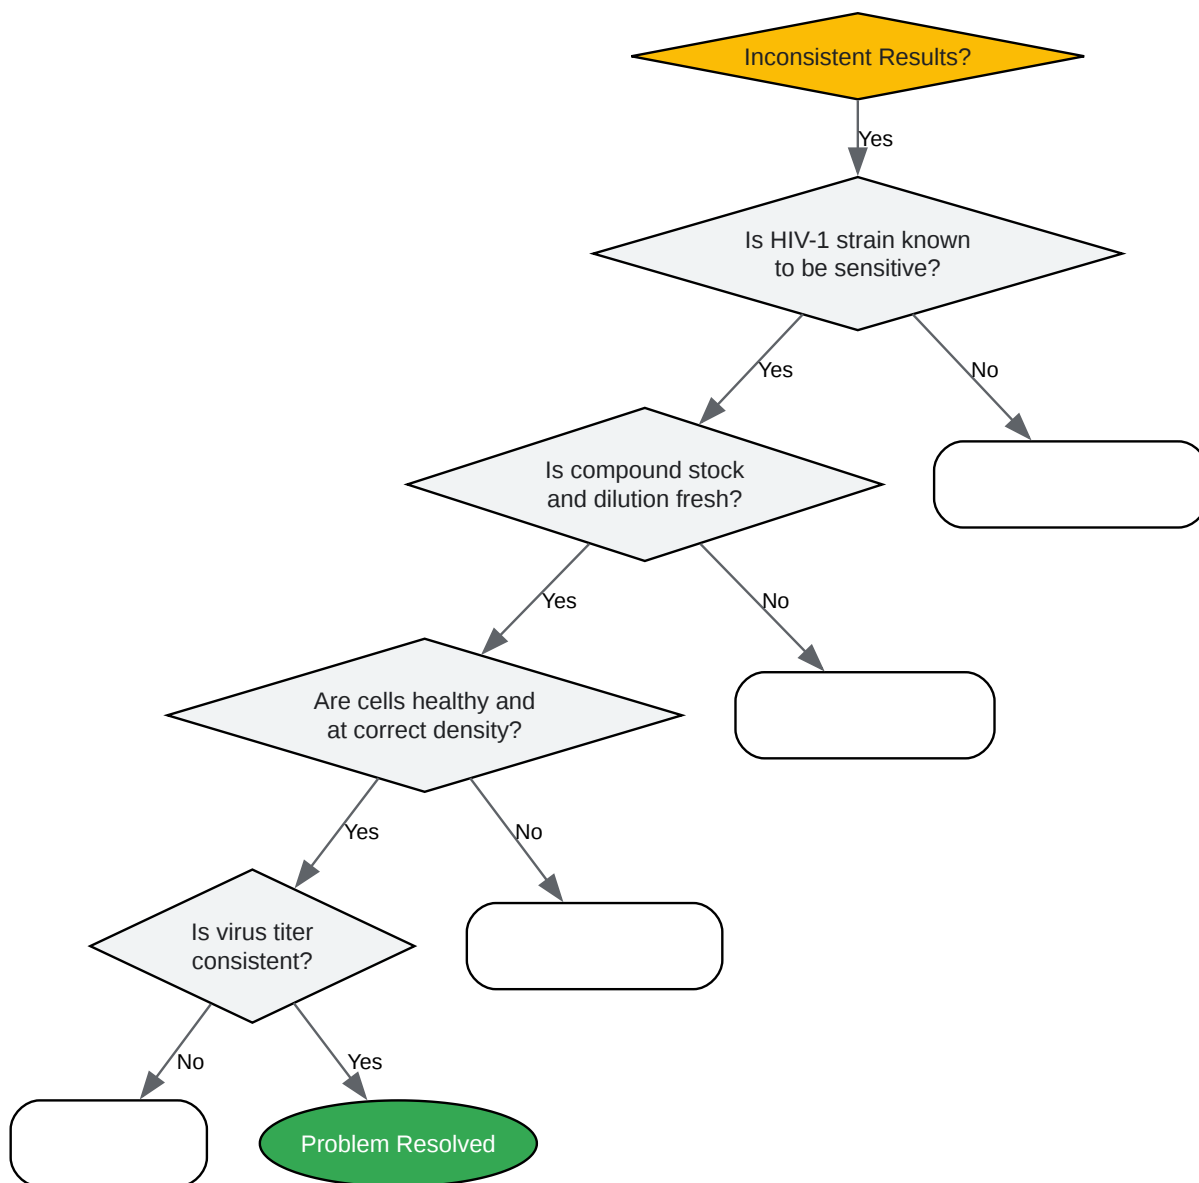 Inconsistent Results?
Yes
Is HIV-1 strain known
to be sensitive?
Yes
No
Is compound stock
and dilution fresh?
Yes
No
Are cells healthy and
at correct density?
Yes
No
Is virus titer
consistent?
No
Yes
Problem Resolved